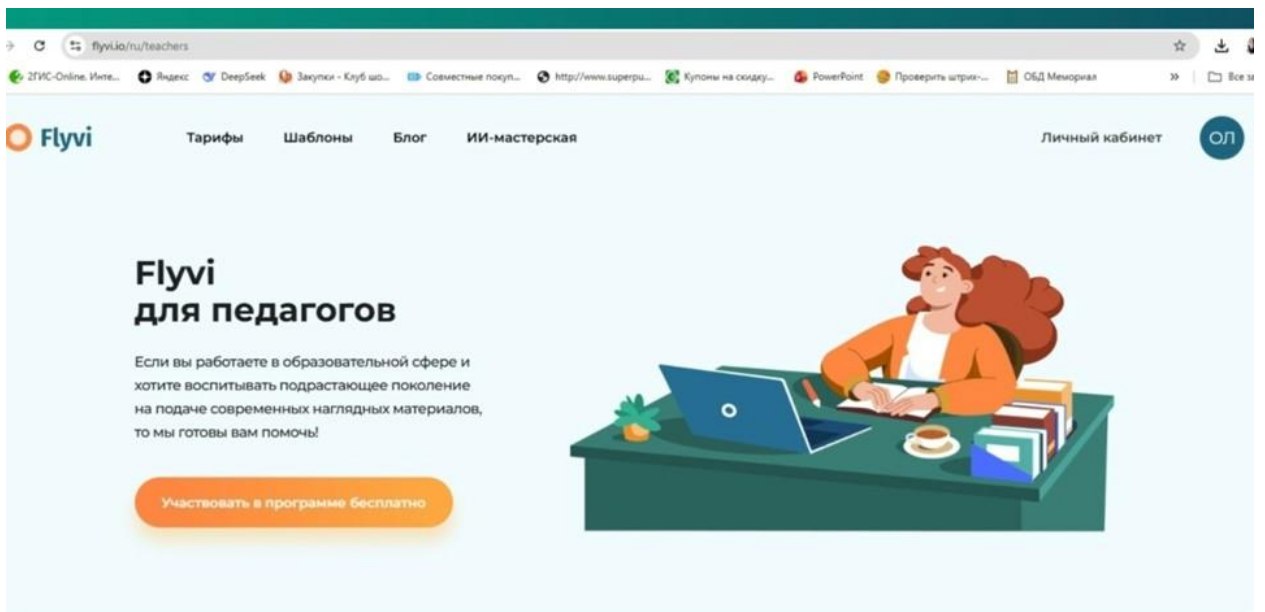 flyvi.io/ru/teachers
2ГИС-Online. Инте... Яндекс DeepSeek Закупки - Клуб шо... Совместные покуп... http://www.superpu... Купоны на скидку... PowerPoint Проверить штрих-... ОБД Мемориал » Все за
Flyvi Тарифы Шаблоны Блог ИИ-мастерская Личный кабинет ОЛ
Flyvi
для педагогов
Если вы работаете в образовательной сфере и
хотите воспитывать подрастающее поколение
на подаче современных наглядных материалов,
то мы готовы вам помочь!
Участвовать в программе бесплатно